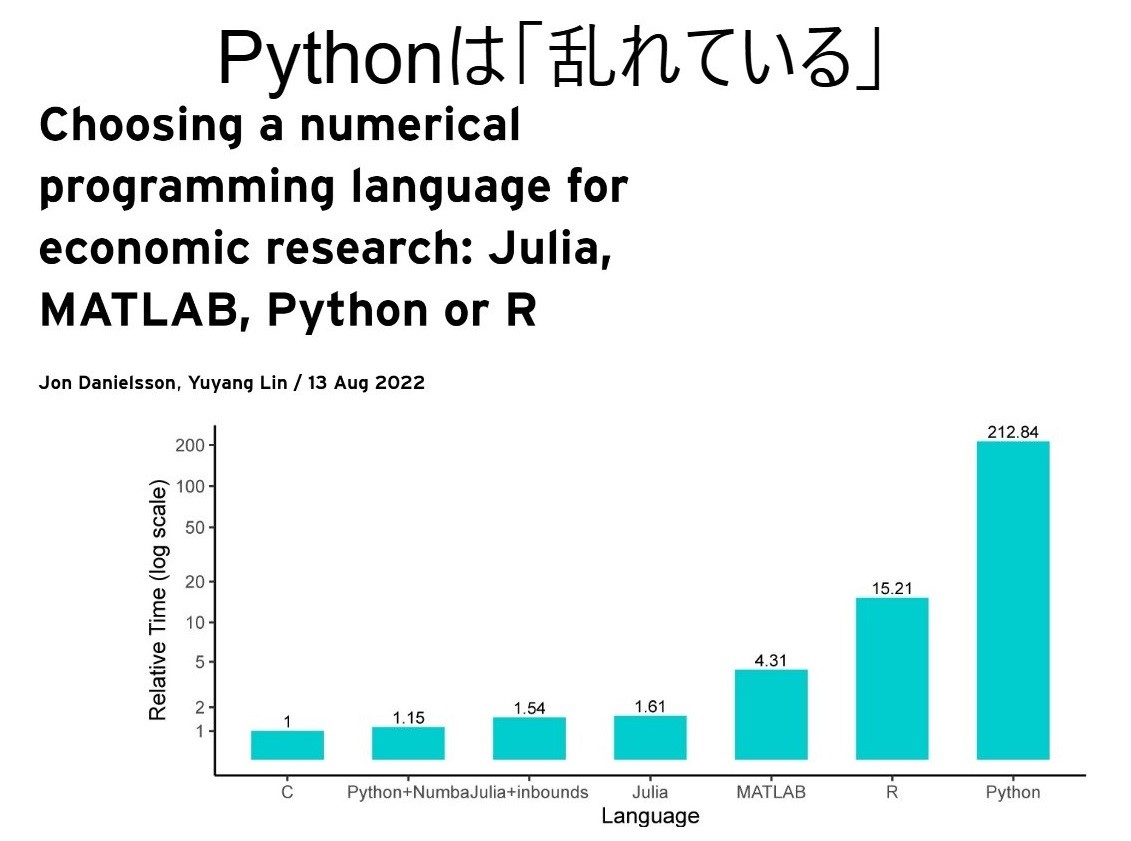 Pythonは「乱れている」
Choosing a numerical
programming language for
economic research: Julia,
MATLAB, Python or R
Jon Danielsson, Yuyang Lin / 13 Aug 2022
Relative Time (log scale)
200
100
50
20
10
5
2
1
1
1.15
1.54
1.61
4.31
15.21
212.84
C Python+Numba Julia+inbounds Julia MATLAB R Python
Language